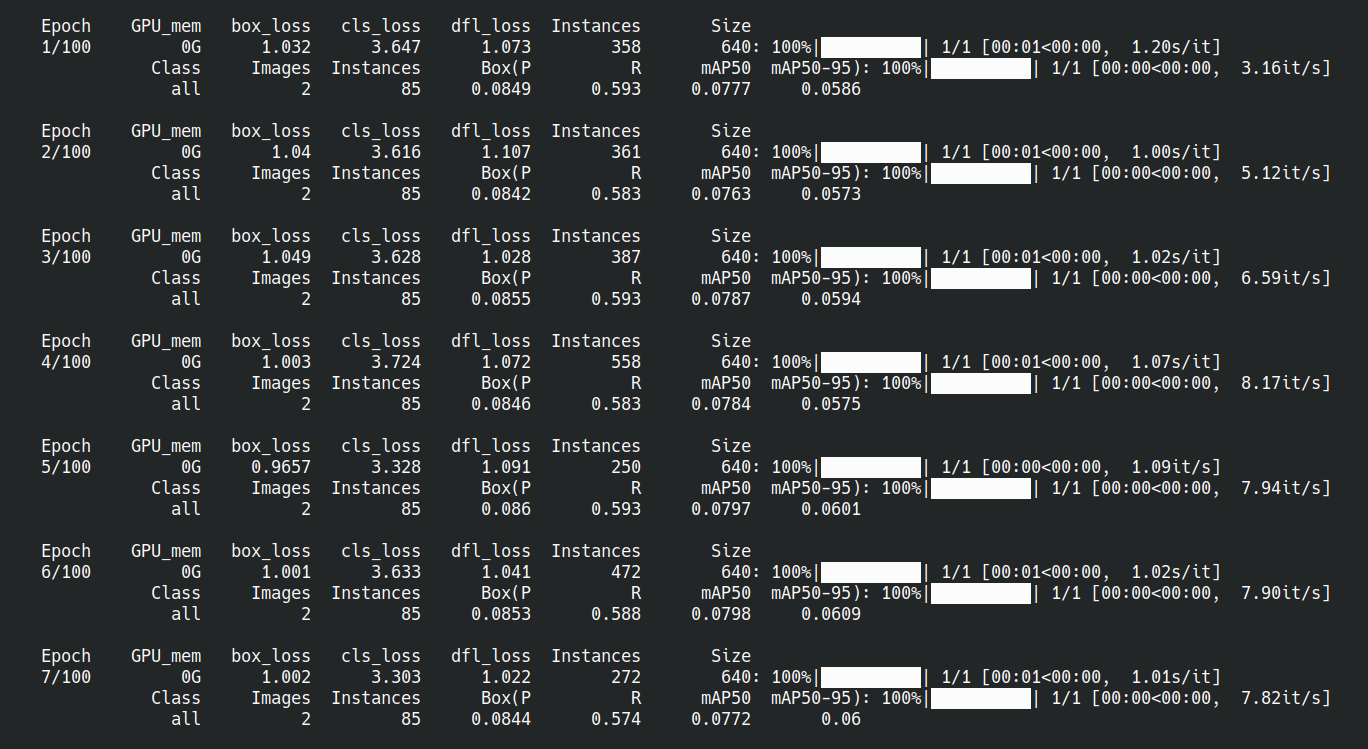 Epoch GPU_mem box_loss cls_loss dfl_loss Instances Size
1/100 0G 1.032 3.647 1.073 358 640: 100%|██████████| 1/1 [00:01<00:00, 1.20s/it]
Class Images Instances Box(P R mAP50 mAP50-95): 100%|██████████| 1/1 [00:00<00:00, 3.16it/s]
all 2 85 0.0849 0.593 0.0777 0.0586
Epoch GPU_mem box_loss cls_loss dfl_loss Instances Size
2/100 0G 1.04 3.616 1.107 361 640: 100%|██████████| 1/1 [00:01<00:00, 1.00s/it]
Class Images Instances Box(P R mAP50 mAP50-95): 100%|██████████| 1/1 [00:00<00:00, 5.12it/s]
all 2 85 0.0842 0.583 0.0763 0.0573
Epoch GPU_mem box_loss cls_loss dfl_loss Instances Size
3/100 0G 1.049 3.628 1.028 387 640: 100%|██████████| 1/1 [00:01<00:00, 1.02s/it]
Class Images Instances Box(P R mAP50 mAP50-95): 100%|██████████| 1/1 [00:00<00:00, 6.59it/s]
all 2 85 0.0855 0.593 0.0787 0.0594
Epoch GPU_mem box_loss cls_loss dfl_loss Instances Size
4/100 0G 1.003 3.724 1.072 558 640: 100%|██████████| 1/1 [00:01<00:00, 1.07s/it]
Class Images Instances Box(P R mAP50 mAP50-95): 100%|██████████| 1/1 [00:00<00:00, 8.17it/s]
all 2 85 0.0846 0.583 0.0784 0.0575
Epoch GPU_mem box_loss cls_loss dfl_loss Instances Size
5/100 0G 0.9657 3.328 1.091 250 640: 100%|██████████| 1/1 [00:00<00:00, 1.09it/s]
Class Images Instances Box(P R mAP50 mAP50-95): 100%|██████████| 1/1 [00:00<00:00, 7.94it/s]
all 2 85 0.086 0.593 0.0797 0.0601
Epoch GPU_mem box_loss cls_loss dfl_loss Instances Size
6/100 0G 1.001 3.633 1.041 472 640: 100%|██████████| 1/1 [00:01<00:00, 1.02s/it]
Class Images Instances Box(P R mAP50 mAP50-95): 100%|██████████| 1/1 [00:00<00:00, 7.90it/s]
all 2 85 0.0853 0.588 0.0798 0.0609
Epoch GPU_mem box_loss cls_loss dfl_loss Instances Size
7/100 0G 1.002 3.303 1.022 272 640: 100%|██████████| 1/1 [00:01<00:00, 1.01s/it]
Class Images Instances Box(P R mAP50 mAP50-95): 100%|██████████| 1/1 [00:00<00:00, 7.82it/s]
all 2 85 0.0844 0.574 0.0772 0.06